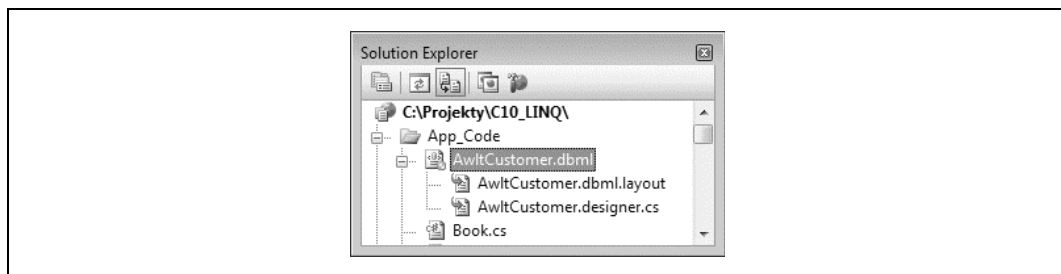 Solution Explorer
C:\Projekty\C10_LINQ\
App_Code
AwltCustomer.dbml
AwltCustomer.dbml.layout
AwltCustomer.designer.cs
Book.cs